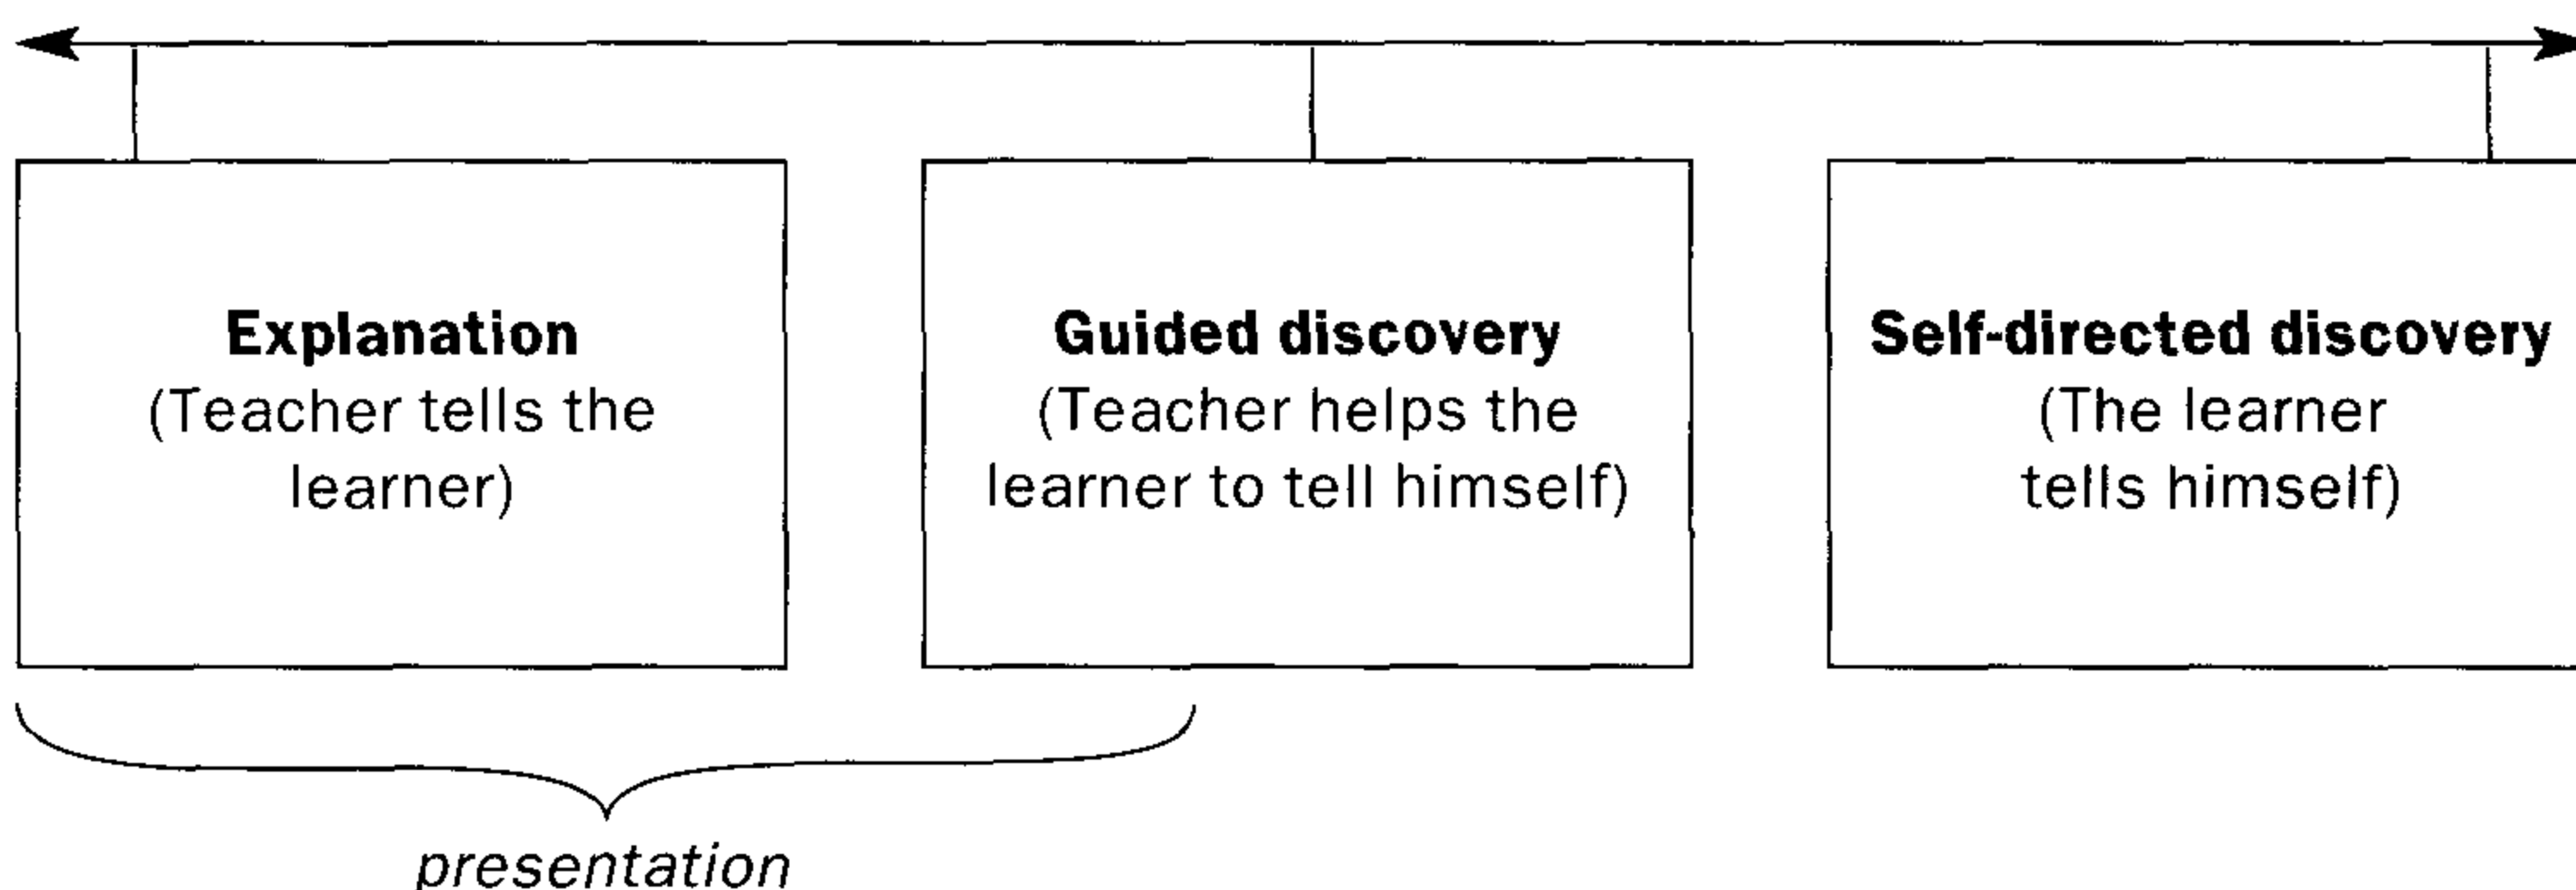 Explanation
(Teacher tells the
learner)
Guided discovery
(Teacher helps the
learner to tell himself)
Self-directed discovery
(The learner
tells himself)
presentation